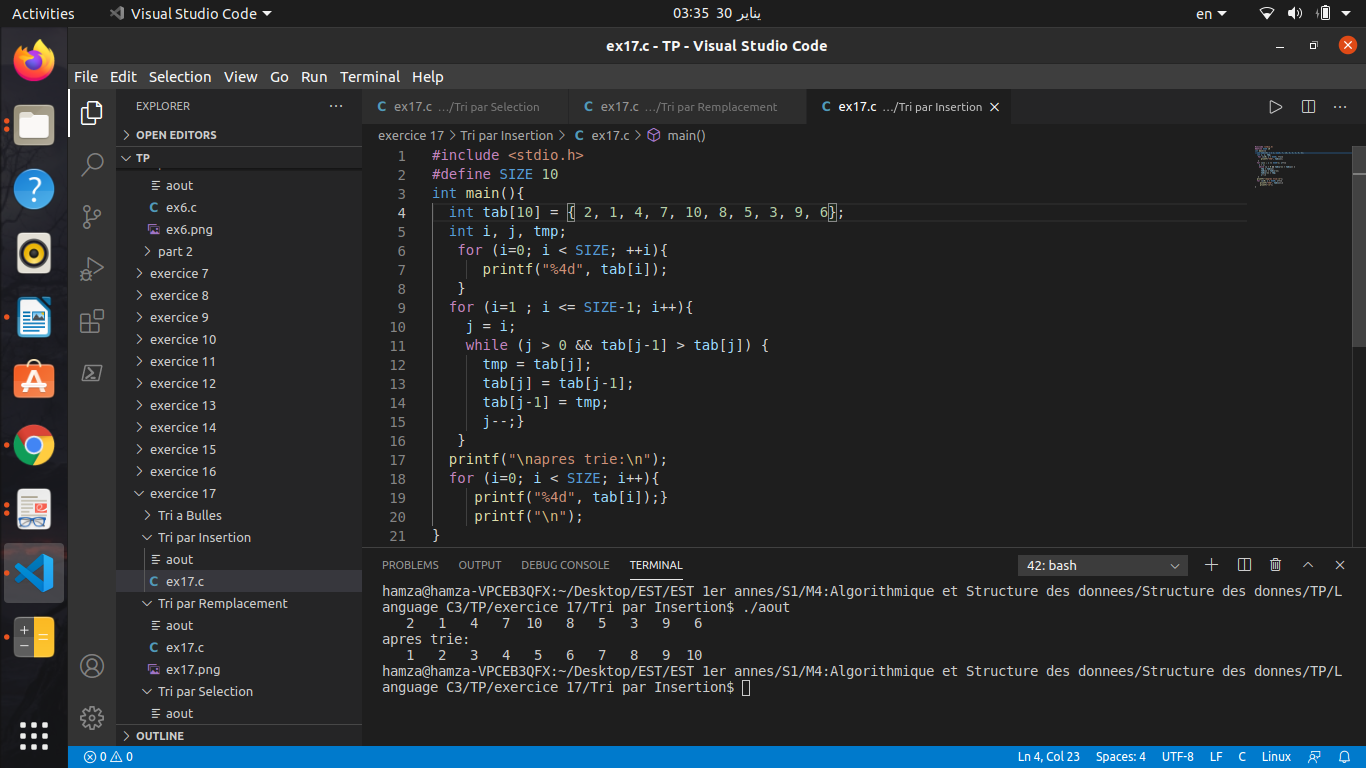 Activities
Visual Studio Code
03:35 30 يناير
en
ex17.c - TP - Visual Studio Code
File Edit Selection View Go Run Terminal Help
EXPLORER
OPEN EDITORS
TP
aout
ex6.c
ex6.png
part 2
exercice 7
exercice 8
exercice 9
exercice 10
exercice 11
exercice 12
exercice 13
exercice 14
exercice 15
exercice 16
exercice 17
Tri a Bulles
Tri par Insertion
aout
ex17.c
Tri par Remplacement
aout
ex17.c
ex17.png
Tri par Selection
aout
OUTLINE
ex17.c .../Tri par Selection
ex17.c .../Tri par Remplacement
ex17.c .../Tri par Insertion
exercice 17 > Tri par Insertion > C ex17.c > main()
1 #include <stdio.h>
2 #define SIZE 10
3 int main(){
4 int tab[10] = { 2, 1, 4, 7, 10, 8, 5, 3, 9, 6};
5 int i, j, tmp;
6 for (i=0; i < SIZE; ++i){
7 printf("%4d", tab[i]);
8 }
9 for (i=1 ; i <= SIZE-1; i++){
10 j = i;
11 while (j > 0 && tab[j-1] > tab[j]) {
12 tmp = tab[j];
13 tab[j] = tab[j-1];
14 tab[j-1] = tmp;
15 j--;}
16 }
17 printf("\napres trie:\n");
18 for (i=0; i < SIZE; i++){
19 printf("%4d", tab[i]);}
20 printf("\n");
21 }
PROBLEMS OUTPUT DEBUG CONSOLE TERMINAL
42: bash
hamza@hamza-VPCEB3QFX:~/Desktop/EST/EST 1er annes/S1/M4:Algorithmique et Structure des donnees/Structure des donnes/TP/L
anguage C3/TP/exercice 17/Tri par Insertion$ ./aout
2 1 4 7 10 8 5 3 9 6
apres trie:
1 2 3 4 5 6 7 8 9 10
hamza@hamza-VPCEB3QFX:~/Desktop/EST/EST 1er annes/S1/M4:Algorithmique et Structure des donnees/Structure des donnes/TP/L
anguage C3/TP/exercice 17/Tri par Insertion$
0 0
Ln 4, Col 23 Spaces: 4 UTF-8 LF C Linux